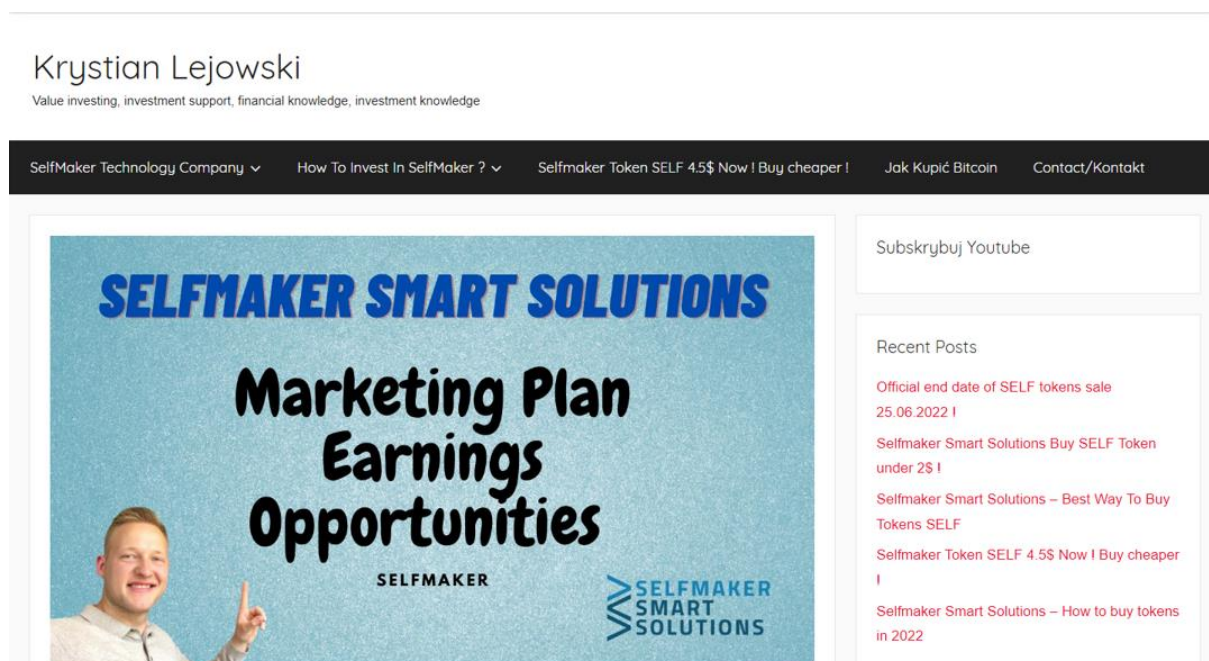 Krystian Lejowski
Value investing, investment support, financial knowledge, investment knowledge
SelfMaker Technology Company How To Invest In SelfMaker ? Selfmaker Token SELF 4.5$ Now ! Buy cheaper ! Jak Kupić Bitcoin Contact/Kontakt
SELFMAKER SMART SOLUTIONS
Marketing Plan
Earnings
Opportunities
SELFMAKER
SELFMAKER
SMART
SOLUTIONS
Subskrybuj Youtube
Recent Posts
Official end date of SELF tokens sale
25.06.2022 !
Selfmaker Smart Solutions Buy SELF Token
under 2$ !
Selfmaker Smart Solutions – Best Way To Buy
Tokens SELF
Selfmaker Token SELF 4.5$ Now ! Buy cheaper
!
Selfmaker Smart Solutions – How to buy tokens
in 2022